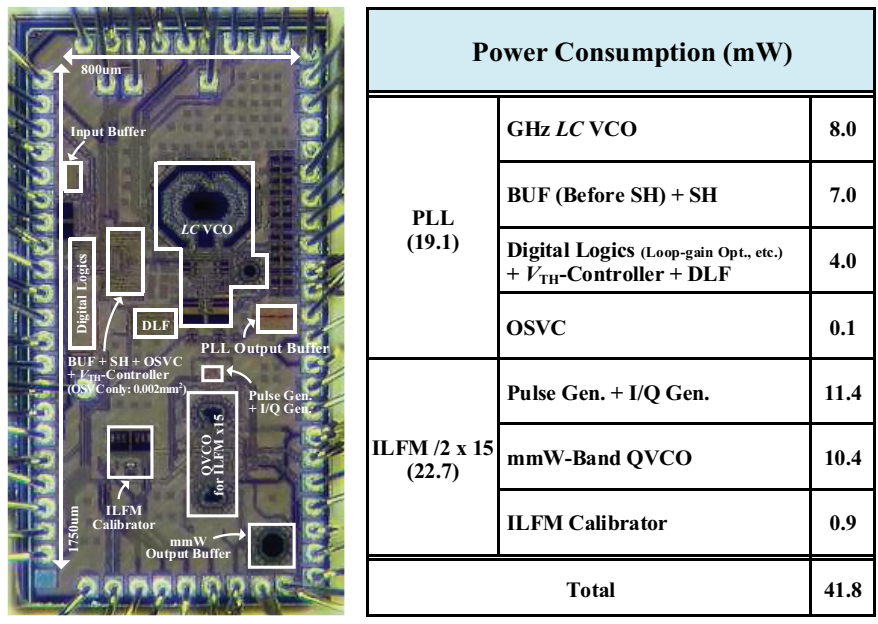 800um
Input Buffer
LC VCO
Digital Logics
DLF
PLL Output Buffer
BUF + SH + OSVC
+ VTH-Controller
(OSVC only: 0.002mm²)
Pulse Gen.
+ I/Q Gen.
QVCO
for ILFM x15
ILFM
Calibrator
mmW
Output Buffer
1750um
Power Consumption (mW)
PLL
(19.1)
GHz LC VCO 8.0
BUF (Before SH) + SH 7.0
Digital Logics (Loop-gain Opt., etc.)
+ VTH-Controller + DLF 4.0
OSVC 0.1
ILFM /2 x 15
(22.7)
Pulse Gen. + I/Q Gen. 11.4
mmW-Band QVCO 10.4
ILFM Calibrator 0.9
Total 41.8